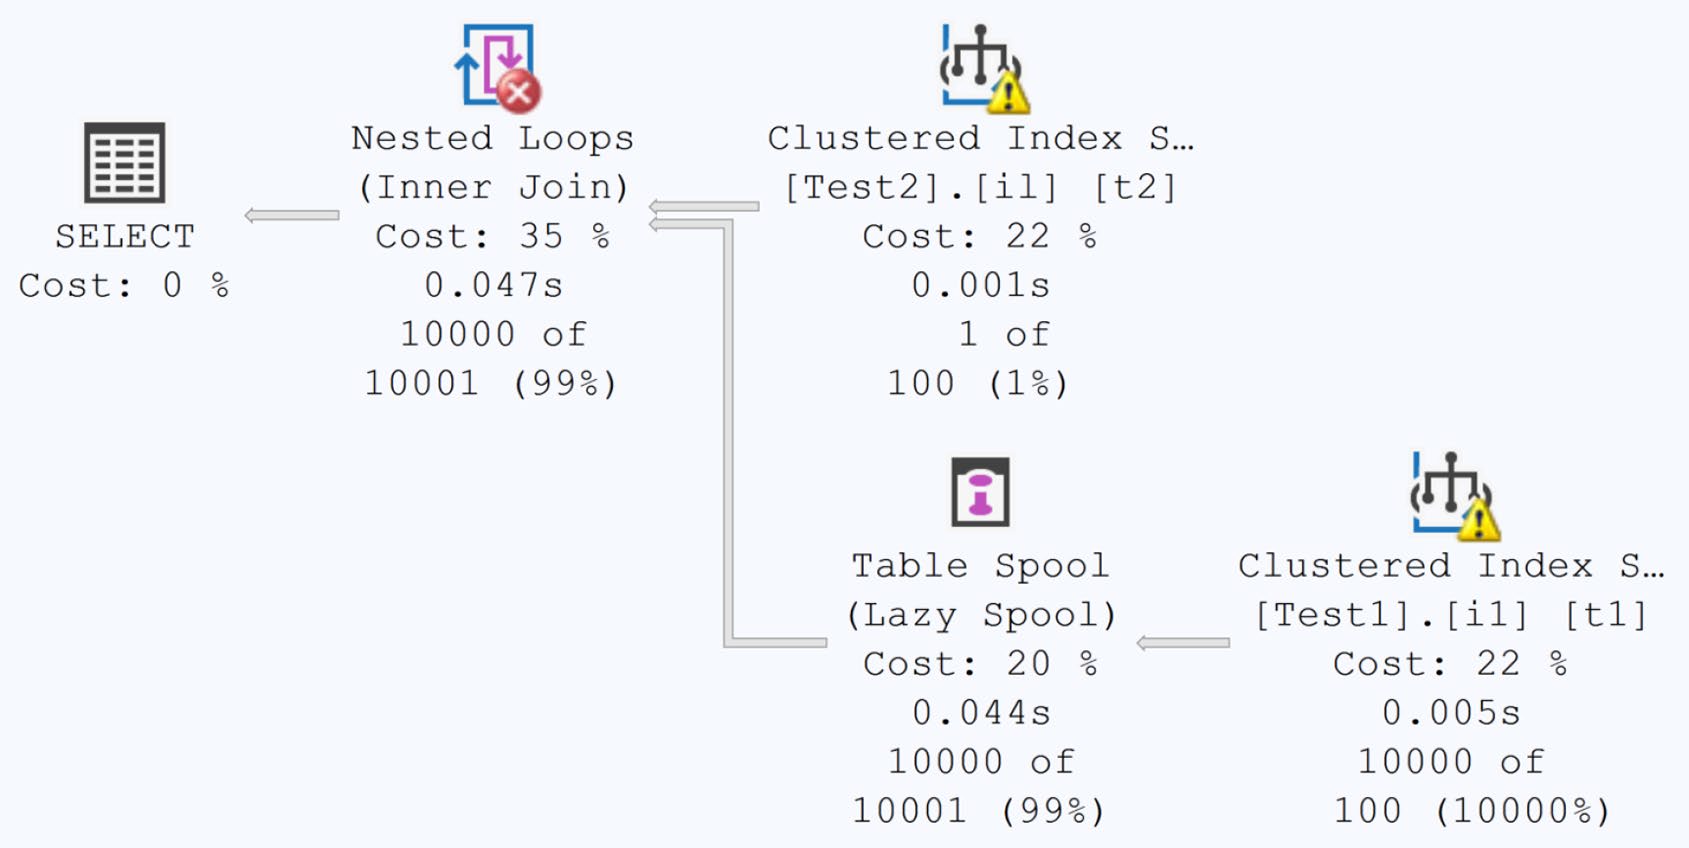 SELECT
Cost: 0 %
Nested Loops
(Inner Join)
Cost: 35 %
0.047s
10000 of
10001 (99%)
Clustered Index S…
[Test2].[i1] [t2]
Cost: 22 %
0.001s
1 of
100 (1%)
Table Spool
(Lazy Spool)
Cost: 20 %
0.044s
10000 of
10001 (99%)
Clustered Index S…
[Test1].[i1] [t1]
Cost: 22 %
0.005s
10000 of
100 (10000%)